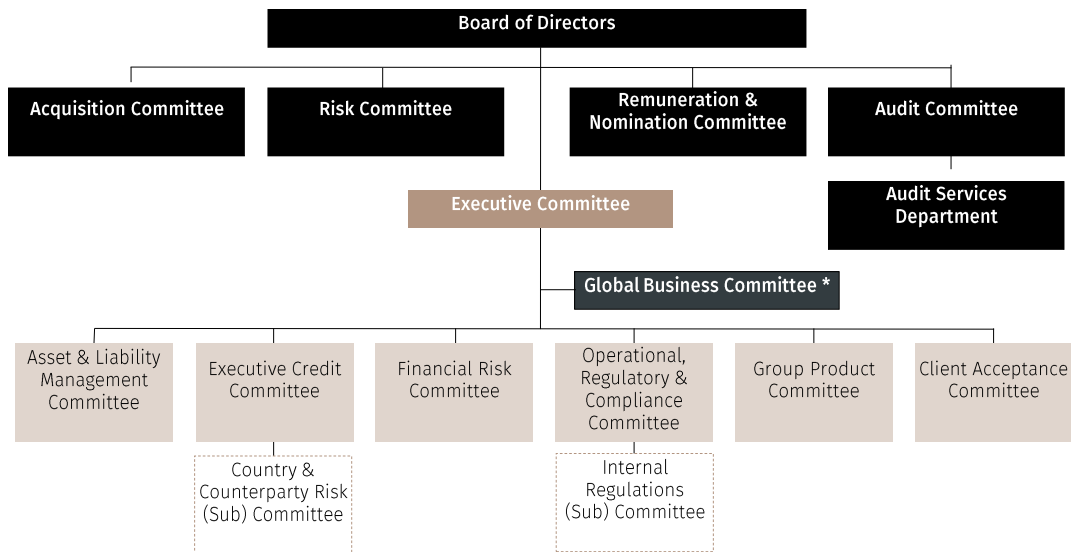 Board of Directors
Acquisition Committee
Risk Committee
Remuneration &
Nomination Committee
Audit Committee
Audit Services
Department
Executive Committee
Global Business Committee *
Asset & Liability
Management
Committee
Executive Credit
Committee
Financial Risk
Committee
Operational,
Regulatory &
Compliance
Committee
Group Product
Committee
Client Acceptance
Committee
Country &
Counterparty Risk
(Sub) Committee
Internal
Regulations
(Sub) Committee